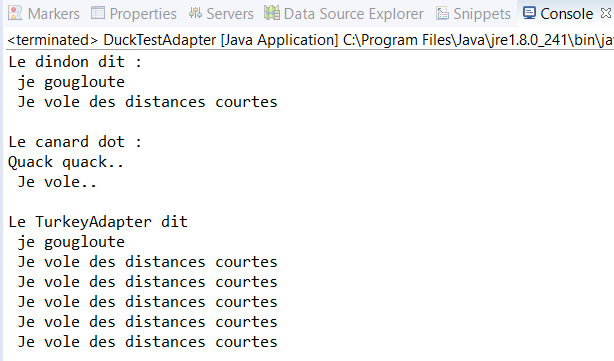 Markers Properties Servers Data Source Explorer Snippets Console
<terminated> DuckTestAdapter [Java Application] C:\Program Files\Java\jre1.8.0_241\bin\ja
Le dindon dit :
je gougloute
Je vole des distances courtes
Le canard dot :
Quack quack..
Je vole..
Le TurkeyAdapter dit
je gougloute
Je vole des distances courtes
Je vole des distances courtes
Je vole des distances courtes
Je vole des distances courtes
Je vole des distances courtes